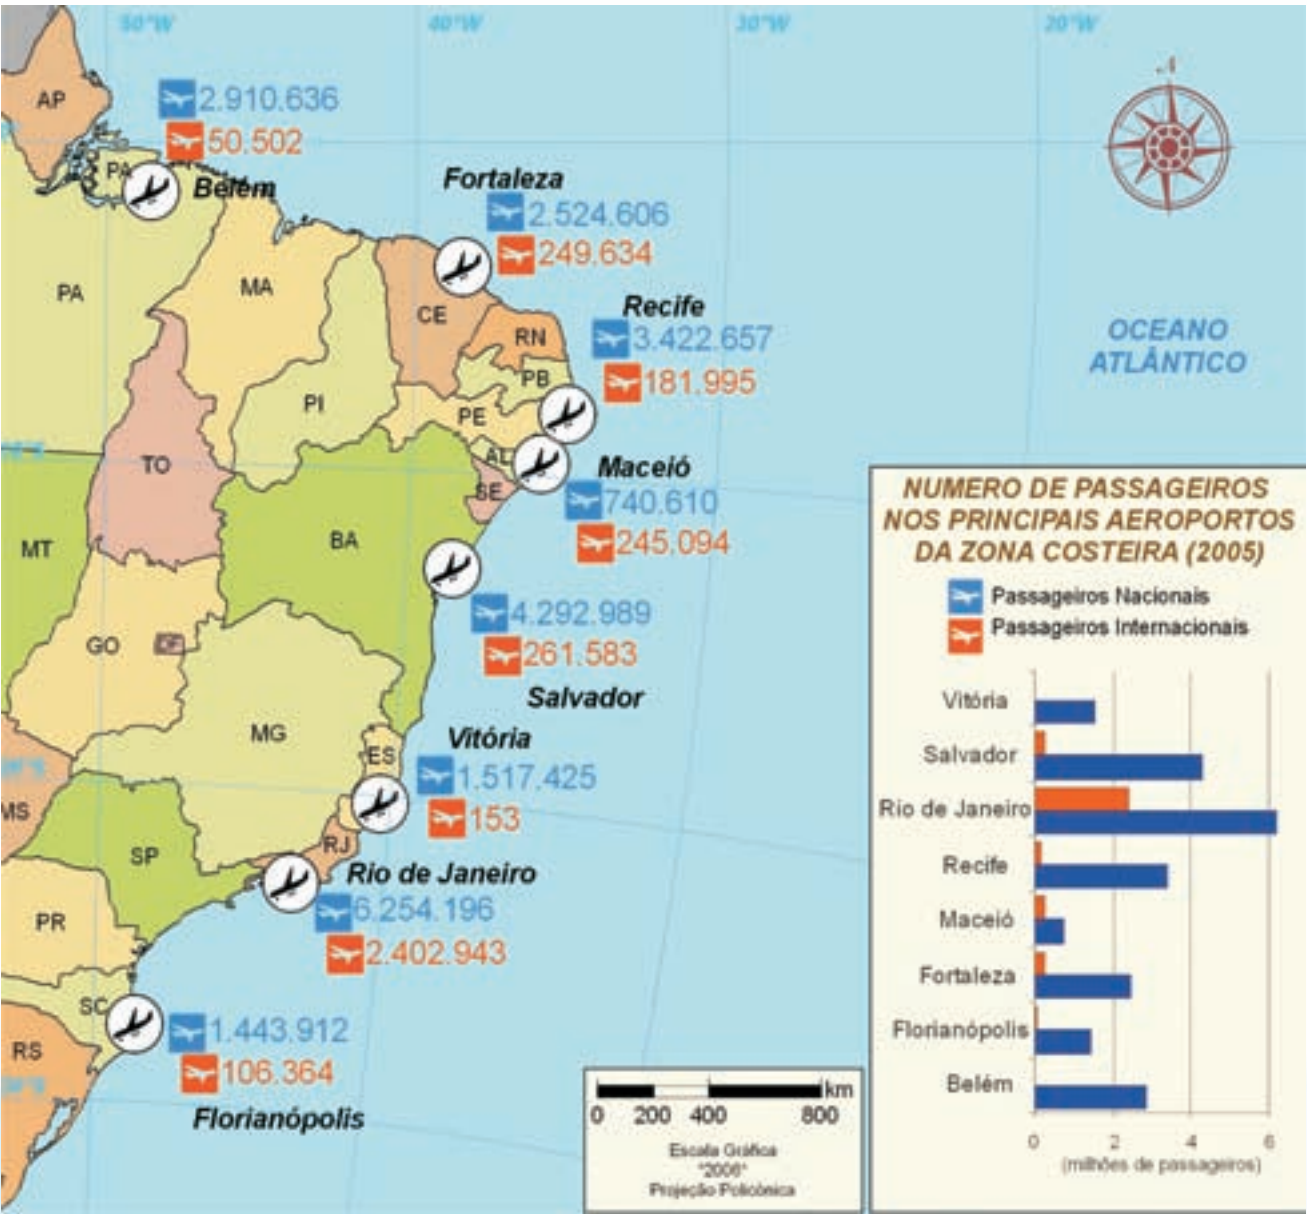 50°W
40°W
30°W
20°W
N
AP
2.910.636
50.502
PA
Belém
Fortaleza
2.524.606
249.634
PA
MA
CE
RN
Recife
3.422.657
181.995
PB
PI
PE
OCEANO
ATLÂNTICO
TO
AL
SE
Maceió
740.610
245.094
MT
BA
4.292.989
261.583
Salvador
GO
DF
MG
ES
Vitória
1.517.425
153
MS
SP
RJ
Rio de Janeiro
6.254.196
2.402.943
PR
SC
1.443.912
106.364
Florianópolis
RS
NUMERO DE PASSAGEIROS
NOS PRINCIPAIS AEROPORTOS
DA ZONA COSTEIRA (2005)
Passageiros Nacionais
Passageiros Internacionais
Vitória
Salvador
Rio de Janeiro
Recife
Maceió
Fortaleza
Florianópolis
Belém
0 2 4 6
(milhões de passageiros)
km
0 200 400 800
Escala Gráfica
"2006"
Projeção Policônica